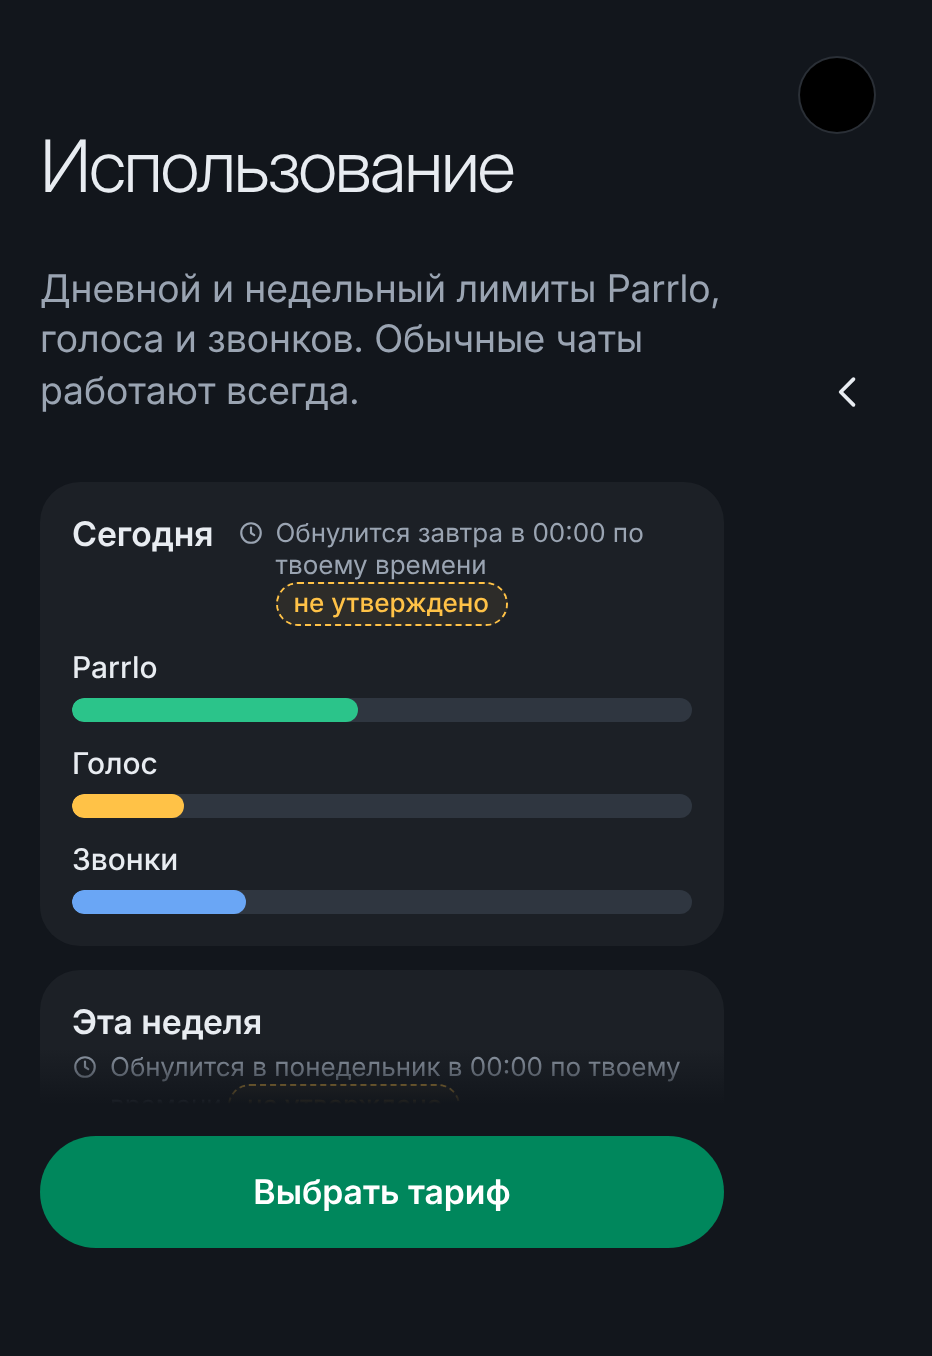 Использование
Дневной и недельный лимиты Parrlo,
голоса и звонков. Обычные чаты
работают всегда.
Сегодня
Обнулится завтра в 00:00 по
твоему времени
не утверждено
Parrlo
Голос
Звонки
Эта неделя
Обнулится в понедельник в 00:00 по твоему
Выбрать тариф